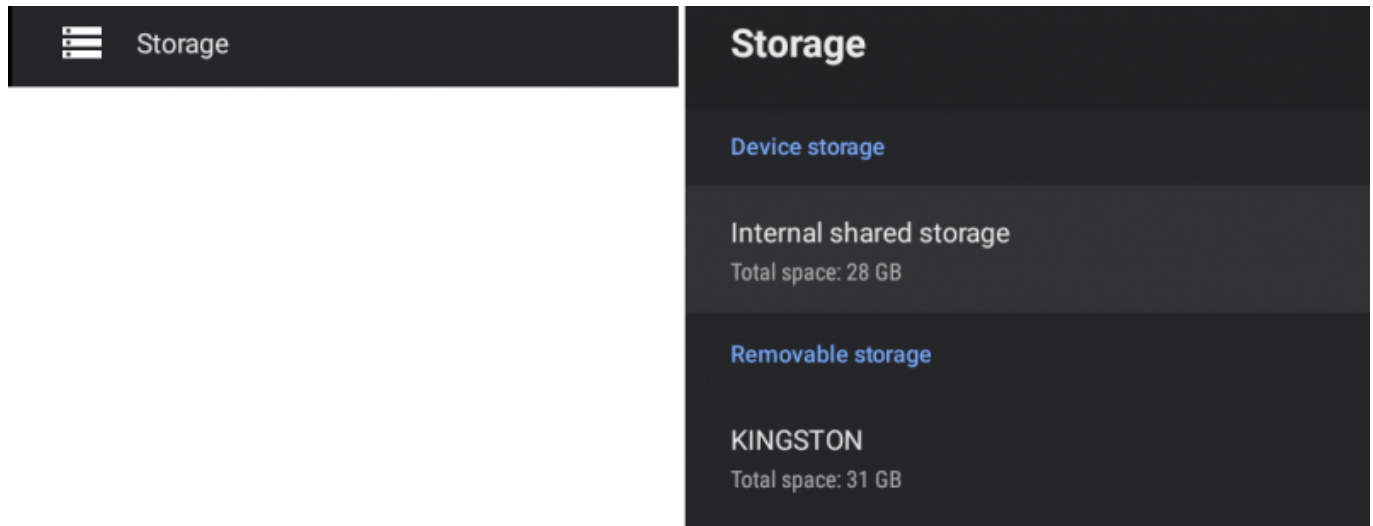 Storage
Storage
Device storage
Internal shared storage
Total space: 28 GB
Removable storage
KINGSTON
Total space: 31 GB